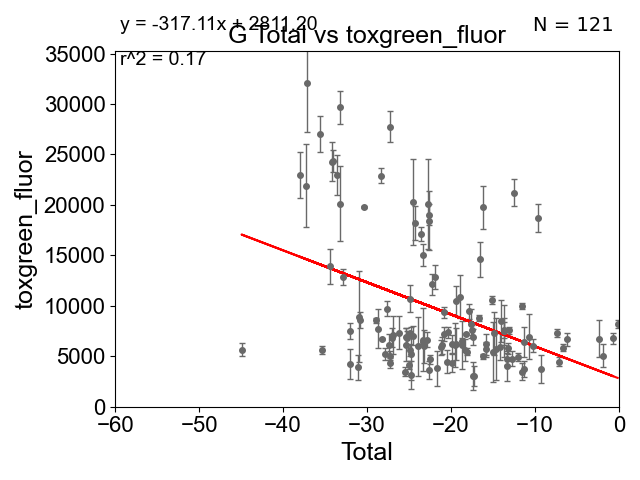 y = -317.11x + 2811.20
N = 121
G Total vs toxgreen_fluor
r^2 = 0.17
35000
30000
25000
20000
15000
10000
5000
0
toxgreen_fluor
−60
−50
−40
−30
−20
−10
0
Total